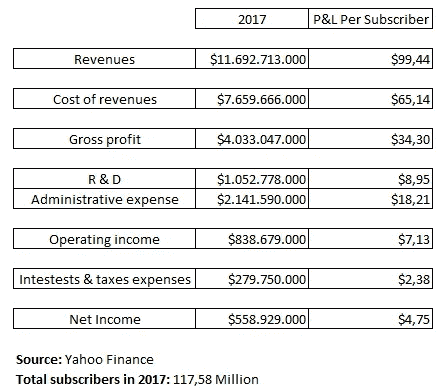 2017 P&L Per Subscriber
Revenues $11.692.713.000 $99,44
Cost of revenues $7.659.666.000 $65,14
Gross profit $4.033.047.000 $34,30
R & D $1.052.778.000 $8,95
Administrative expense $2.141.590.000 $18,21
Operating income $838.679.000 $7,13
Intestests & taxes expenses $279.750.000 $2,38
Net Income $558.929.000 $4,75
Source: Yahoo Finance
Total subscribers in 2017: 117,58 Million